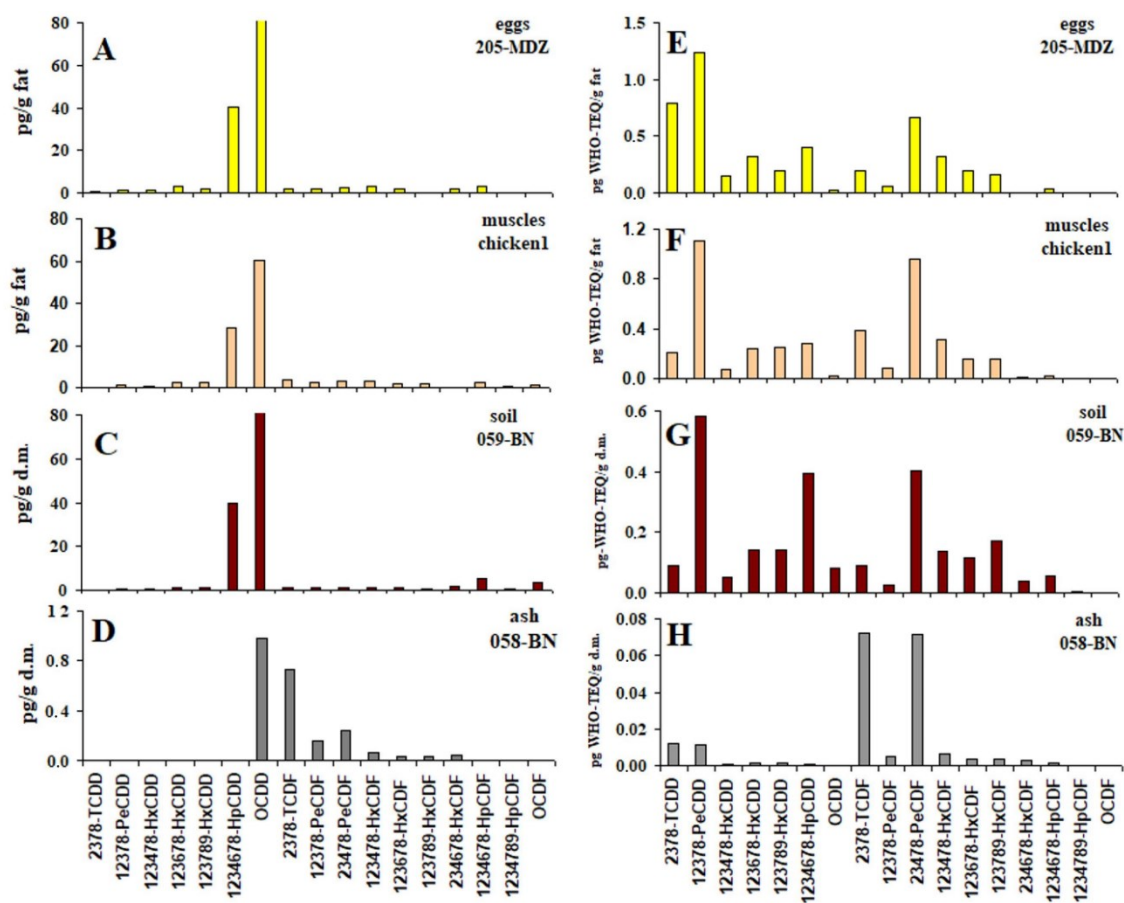 A
eggs
205-MDZ
pg/g fat
80
60
40
20
0
B
muscles
chicken1
pg/g fat
80
60
40
20
0
C
soil
059-BN
pg/g d.m.
80
60
40
20
0
D
ash
058-BN
pg/g d.m.
1.2
0.8
0.4
0.0
2378-TCDD
12378-PeCDD
123478-HxCDD
123678-HxCDD
123789-HxCDD
1234678-HpCDD
OCDD
2378-TCDF
12378-PeCDF
23478-PeCDF
123478-HxCDF
123678-HxCDF
123789-HxCDF
234678-HxCDF
1234678-HpCDF
1234789-HpCDF
OCDF
E
eggs
205-MDZ
pg WHO-TEQ/g fat
1.5
1.0
0.5
0.0
F
muscles
chicken1
pg WHO-TEQ/g fat
1.2
0.8
0.4
0.0
G
soil
059-BN
pg-WHO-TEQ/g d.m.
0.6
0.4
0.2
0.0
H
ash
058-BN
pg WHO-TEQ/g d.m.
0.08
0.06
0.04
0.02
0.00
2378-TCDD
12378-PeCDD
123478-HxCDD
123678-HxCDD
123789-HxCDD
1234678-HpCDD
OCDD
2378-TCDF
12378-PeCDF
23478-PeCDF
123478-HxCDF
123678-HxCDF
123789-HxCDF
234678-HxCDF
1234678-HpCDF
1234789-HpCDF
OCDF